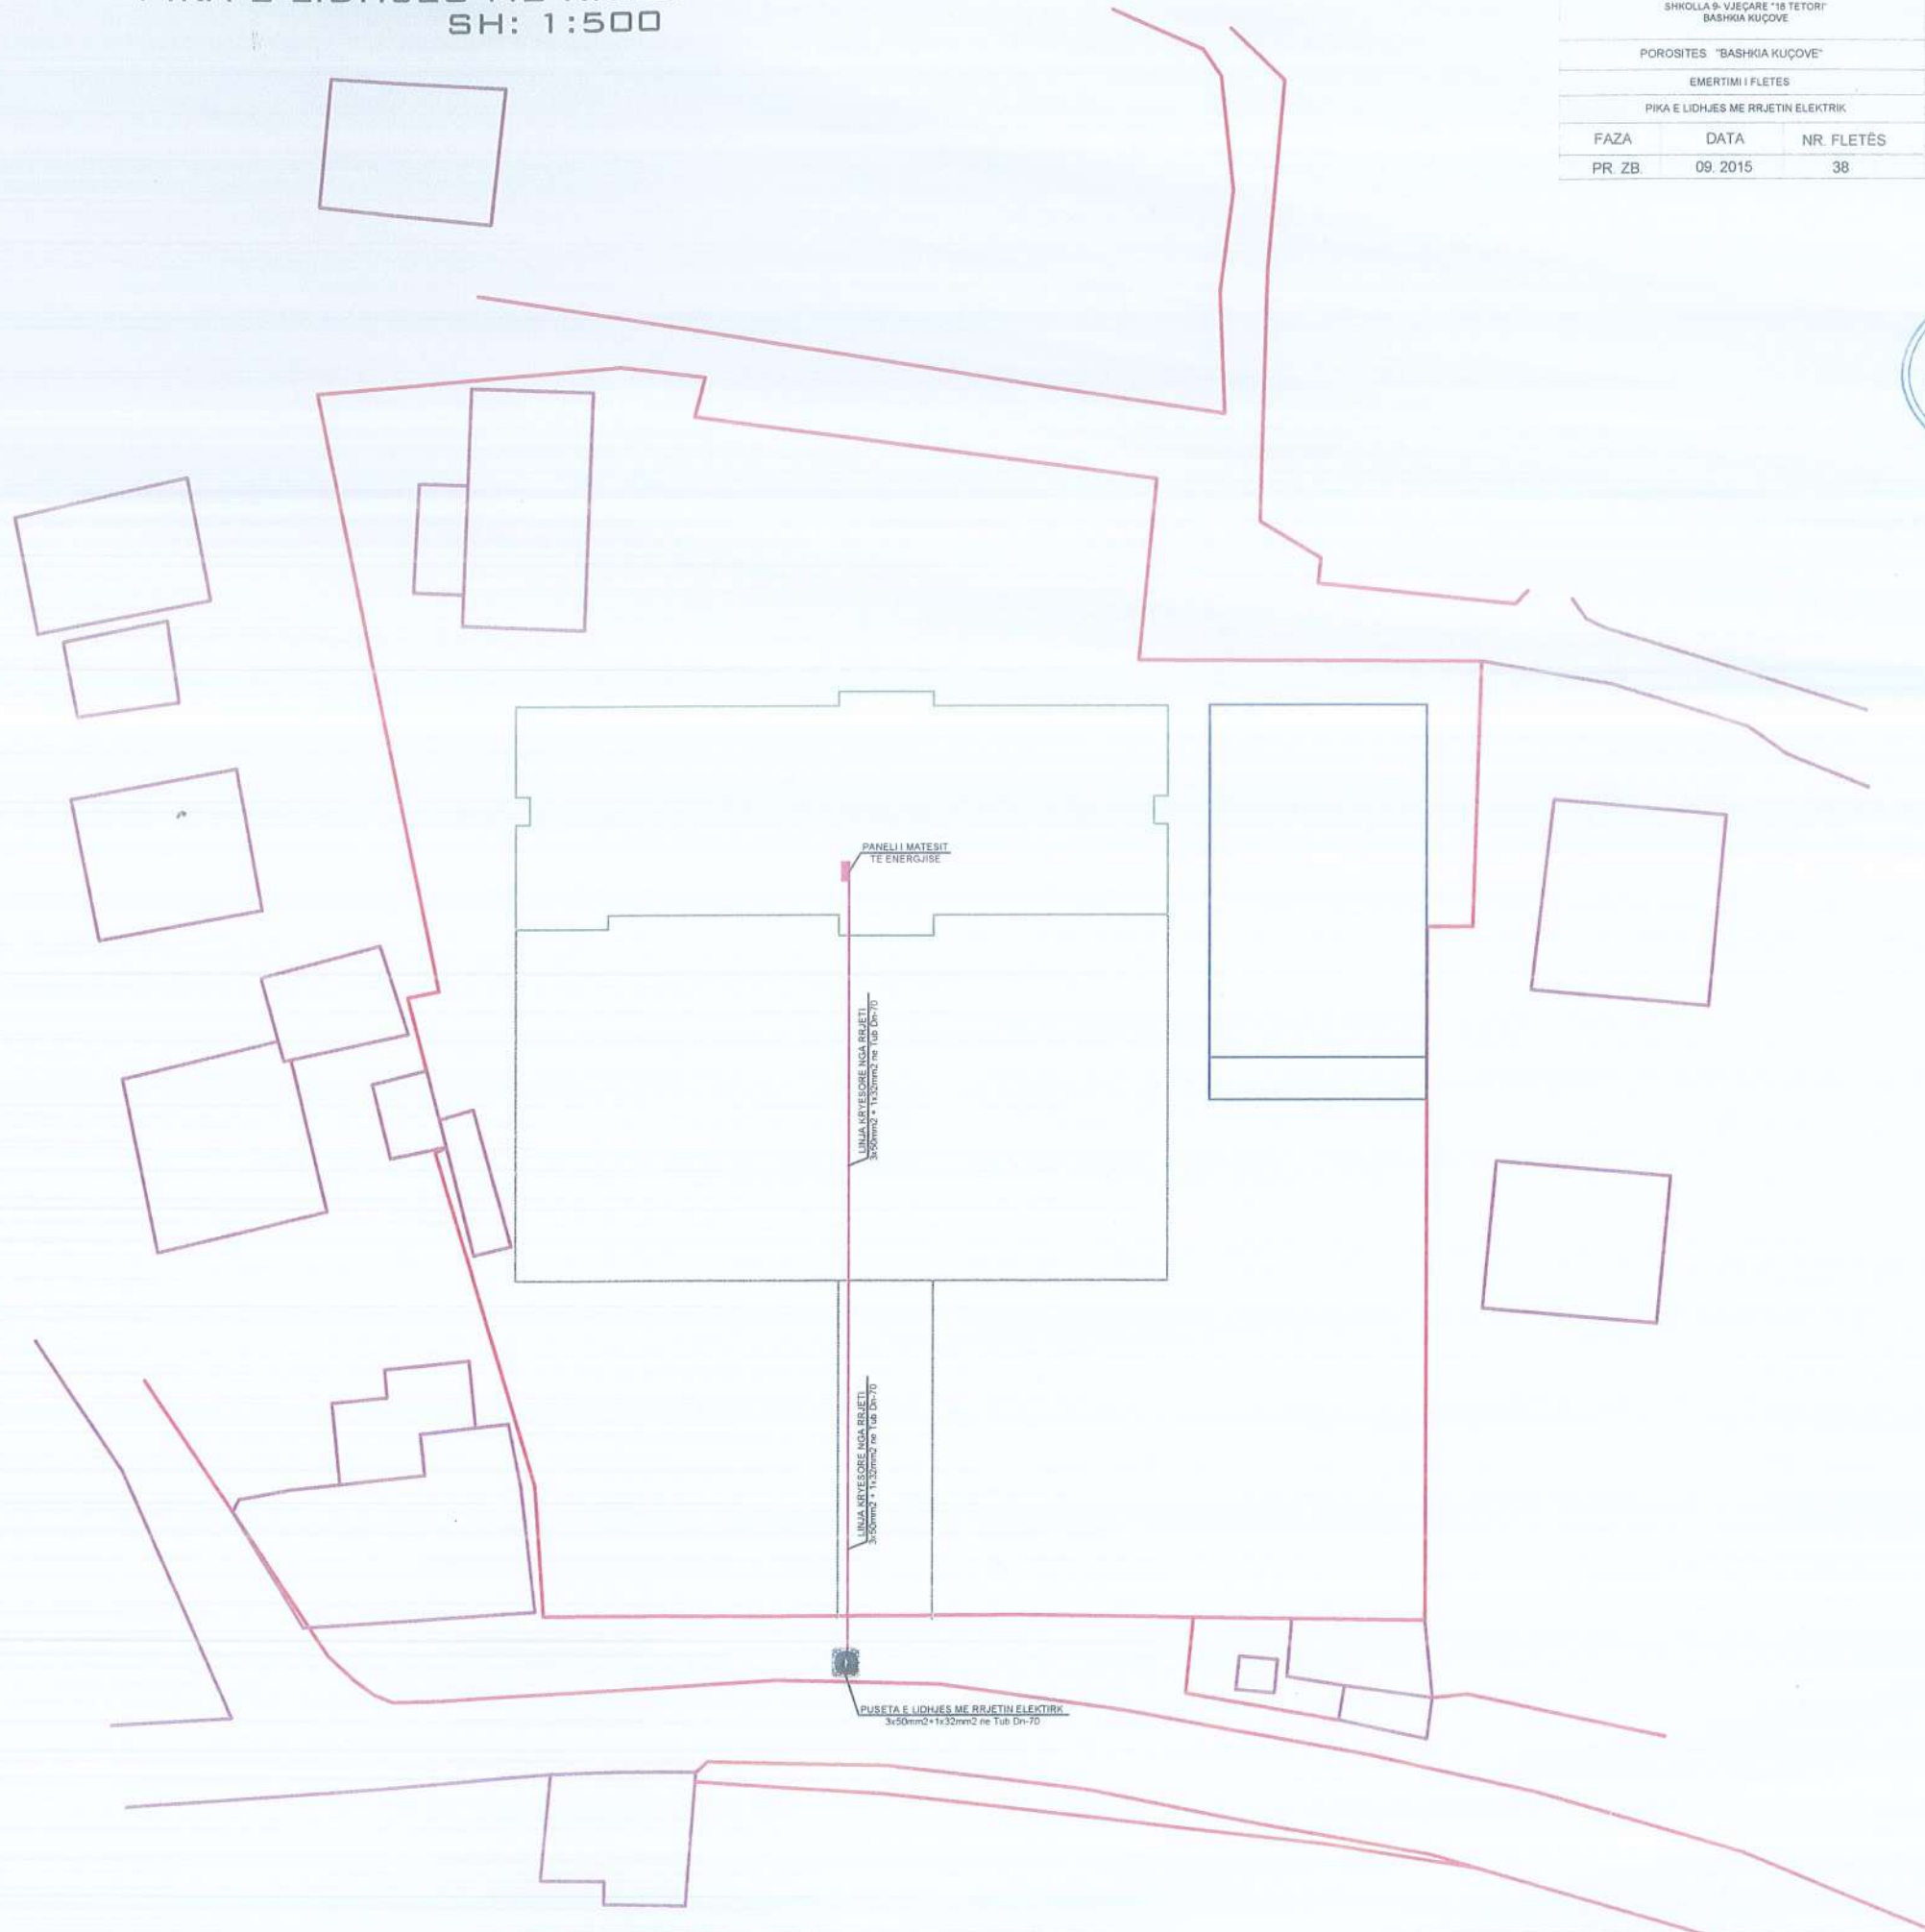 SH: 1:500
SHKOLLA 9- VJEÇARE "18 TETORI"
BASHKIA KUÇOVE
POROSITES "BASHKIA KUÇOVE"
EMERTIMI I FLETES
PIKA E LIDHJES ME RRJETIN ELEKTRIK
FAZA DATA NR. FLETËS
PR. ZB. 09. 2015 38
PANELI I MATESIT
TE ENERGJISE
LINJA KRYESORE NGA RRJETI
3x50mm2 + 1x32mm2 ne Tub Dn-70
LINJA KRYESORE NGA RRJETI
3x50mm2 + 1x32mm2 ne Tub Dn-70
PUSETA E LIDHJES ME RRJETIN ELEKTIRK
3x50mm2+1x32mm2 ne Tub Dn-70